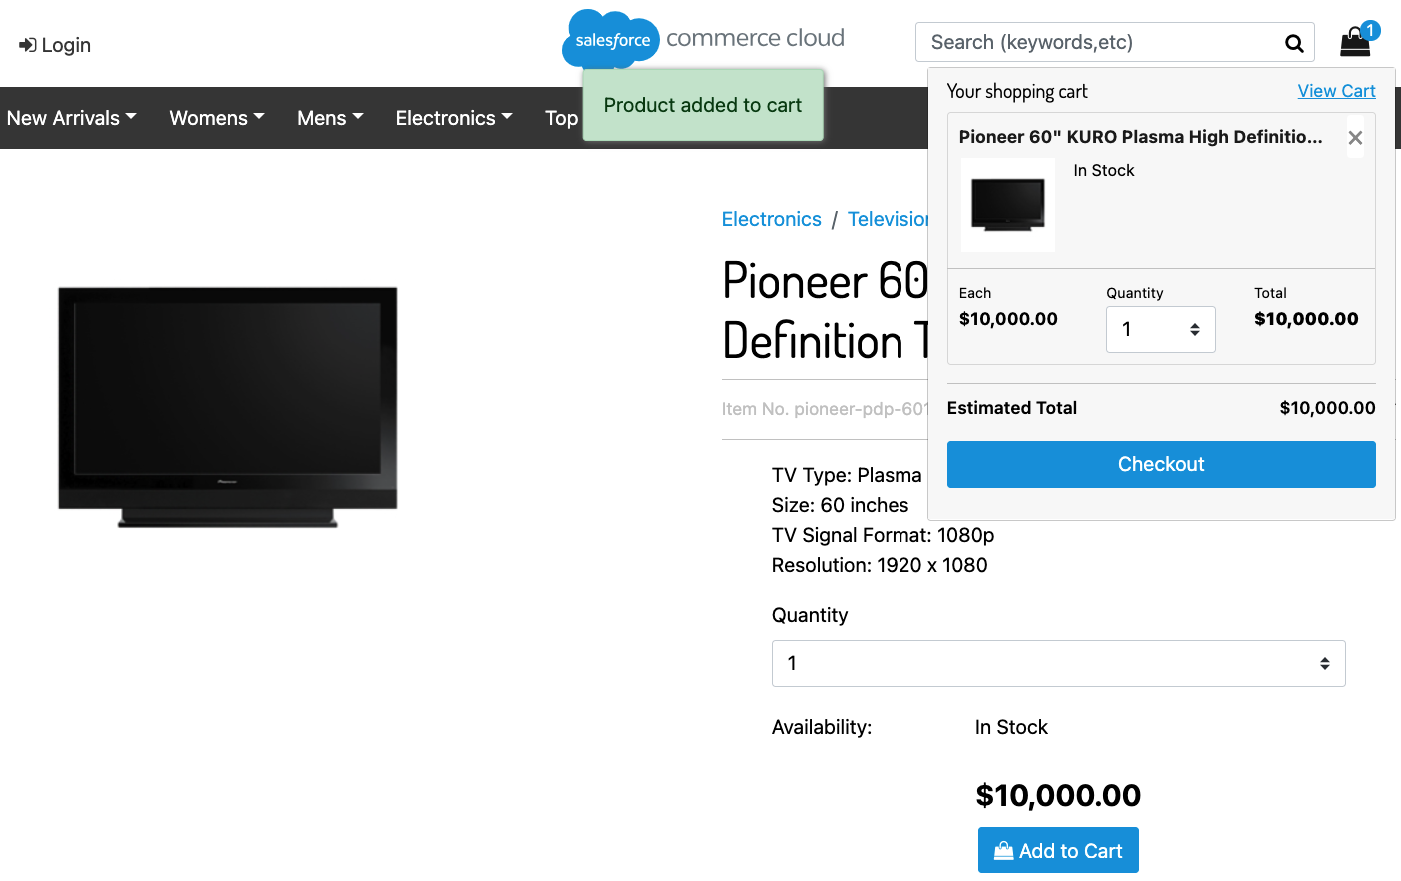 Login
salesforce commerce cloud
Search (keywords,etc)
1
Product added to cart
New Arrivals Womens Mens Electronics Top
Your shopping cart View Cart
Pioneer 60" KURO Plasma High Definitio...
In Stock
Each Quantity Total
$10,000.00 1 $10,000.00
Estimated Total $10,000.00
Checkout
Electronics / Television
Pioneer 60
Definition T
Item No. pioneer-pdp-601
TV Type: Plasma
Size: 60 inches
TV Signal Format: 1080p
Resolution: 1920 x 1080
Quantity
1
Availability: In Stock
$10,000.00
Add to Cart
Pioneer